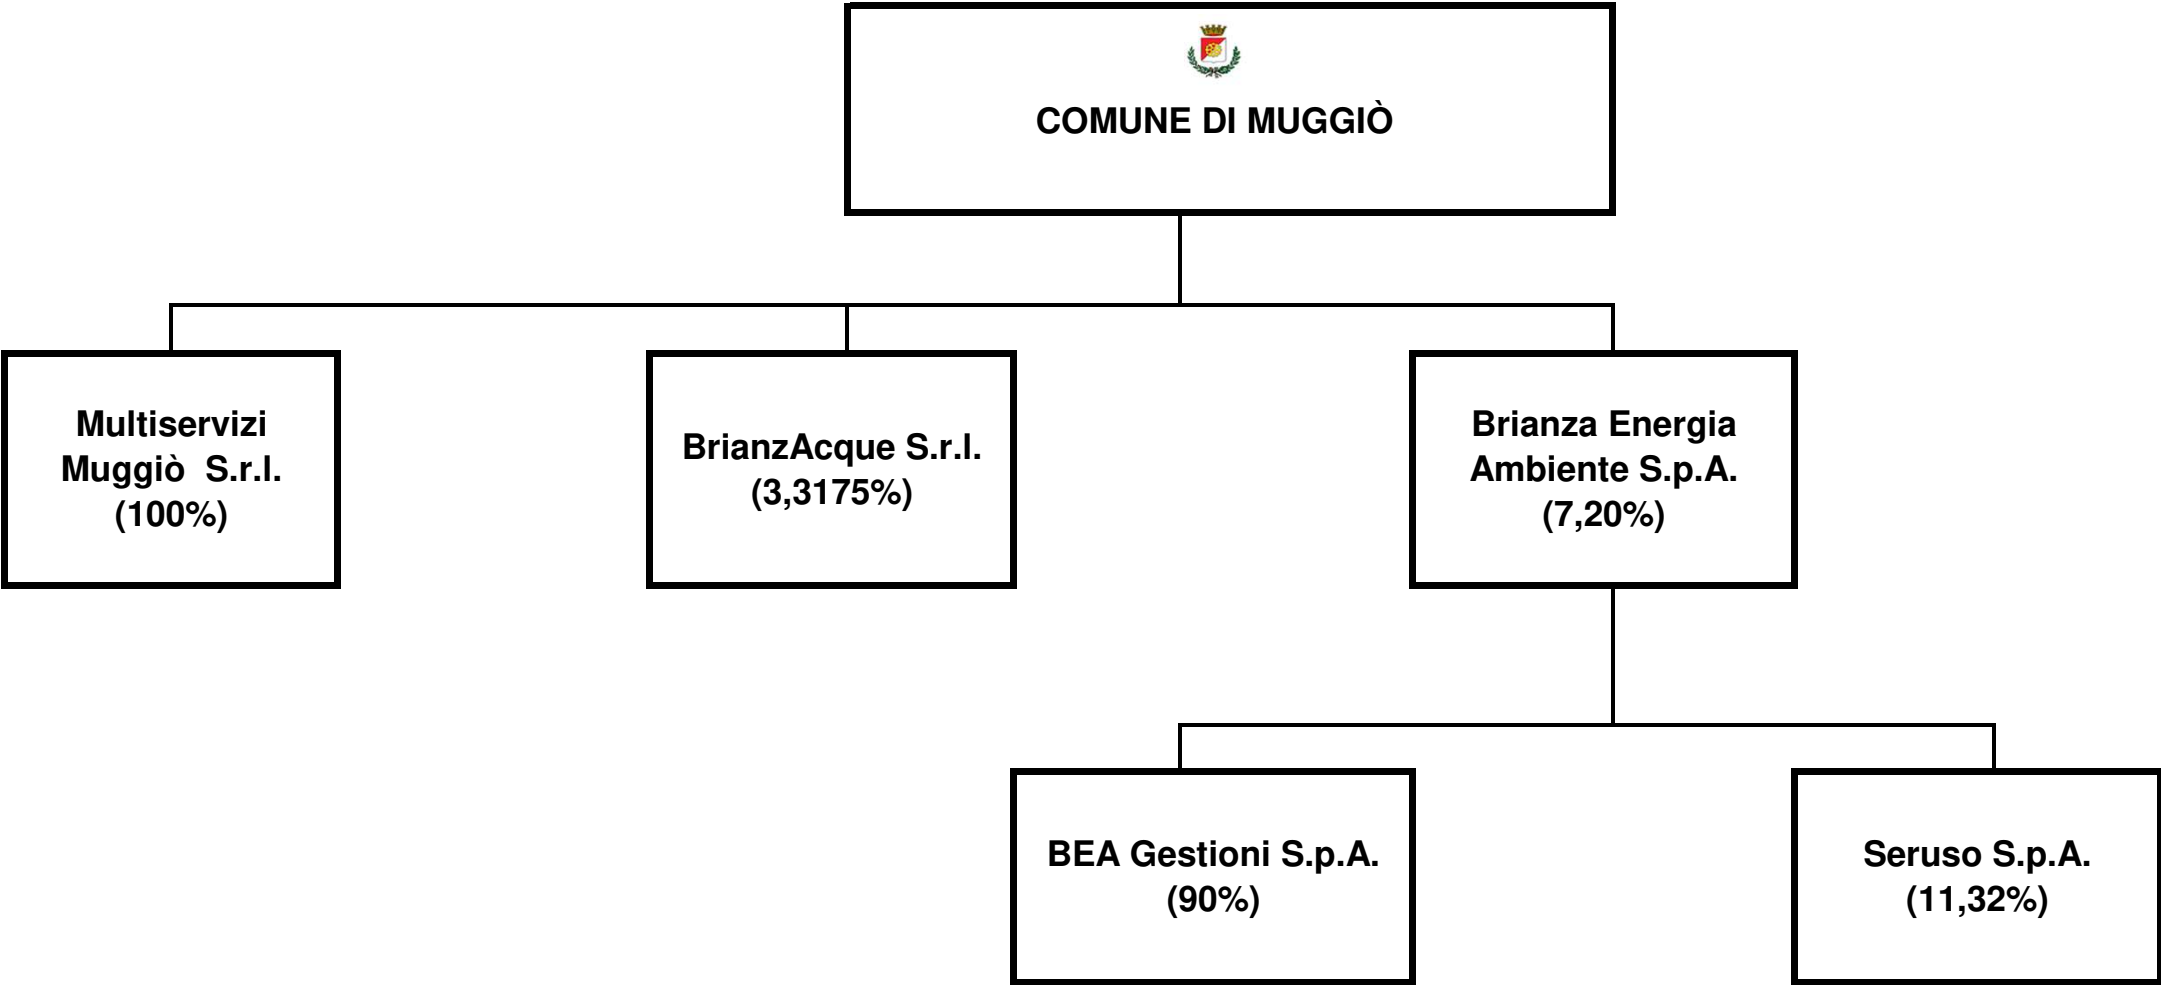 COMUNE DI MUGGIÒ
Multiservizi
Muggiò  S.r.l.
(100%)
BrianzAcque S.r.l.
(3,3175%)
Brianza Energia
Ambiente S.p.A.
(7,20%)
BEA Gestioni S.p.A.
(90%)
Seruso S.p.A.
(11,32%)